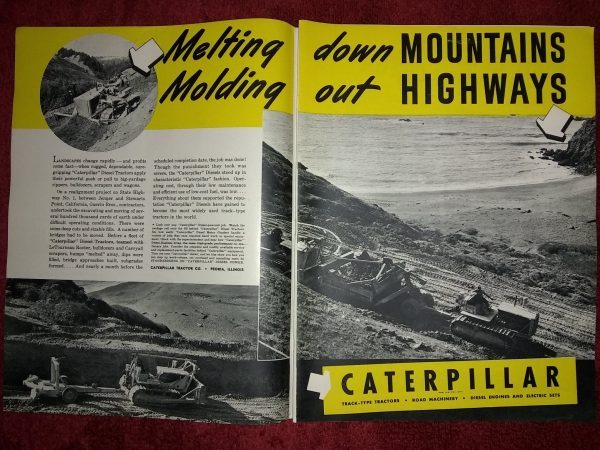 Melting down MOUNTAINS
Molding out HIGHWAYS
LANDSCAPES change rapidly — and profits
come fast — when rugged, dependable, sure-
gripping "Caterpillar" Diesel Tractors apply
their powerful push or pull to big-yardage
rippers, bulldozers, scrapers and wagons.
On a realignment project on State High-
way No. 1, between Jenner and Stewarts
Point, California, Guerin Bros., contractors,
undertook the excavating and moving of sev-
eral hundred thousand yards of earth under
difficult operating conditions. There were
some deep cuts and sizable fills. A number of
bridges had to be moved. Before a fleet of
"Caterpillar" Diesel Tractors, teamed with
LeTourneau Rooter, bulldozers and Carryall
scrapers, humps "melted" away, dips were
filled, bridge approaches built, subgrades
formed . . . And nearly a month before the
scheduled completion date, the job was done!
Though the punishment they took was
severe, the "Caterpillar" Diesels stood up in
characteristic "Caterpillar" fashion. Oper-
ating cost, through their low maintenance
and efficient use of low-cost fuel, was low . . .
Everything about them supported the repu-
tation "Caterpillar" Diesels have gained to
become the most widely used track-type
tractors in the world.
CATERPILLAR TRACTOR CO. • PEORIA, ILLINOIS
CATERPILLAR
TRACK-TYPE TRACTORS • ROAD MACHINERY • DIESEL ENGINES AND ELECTRIC SETS